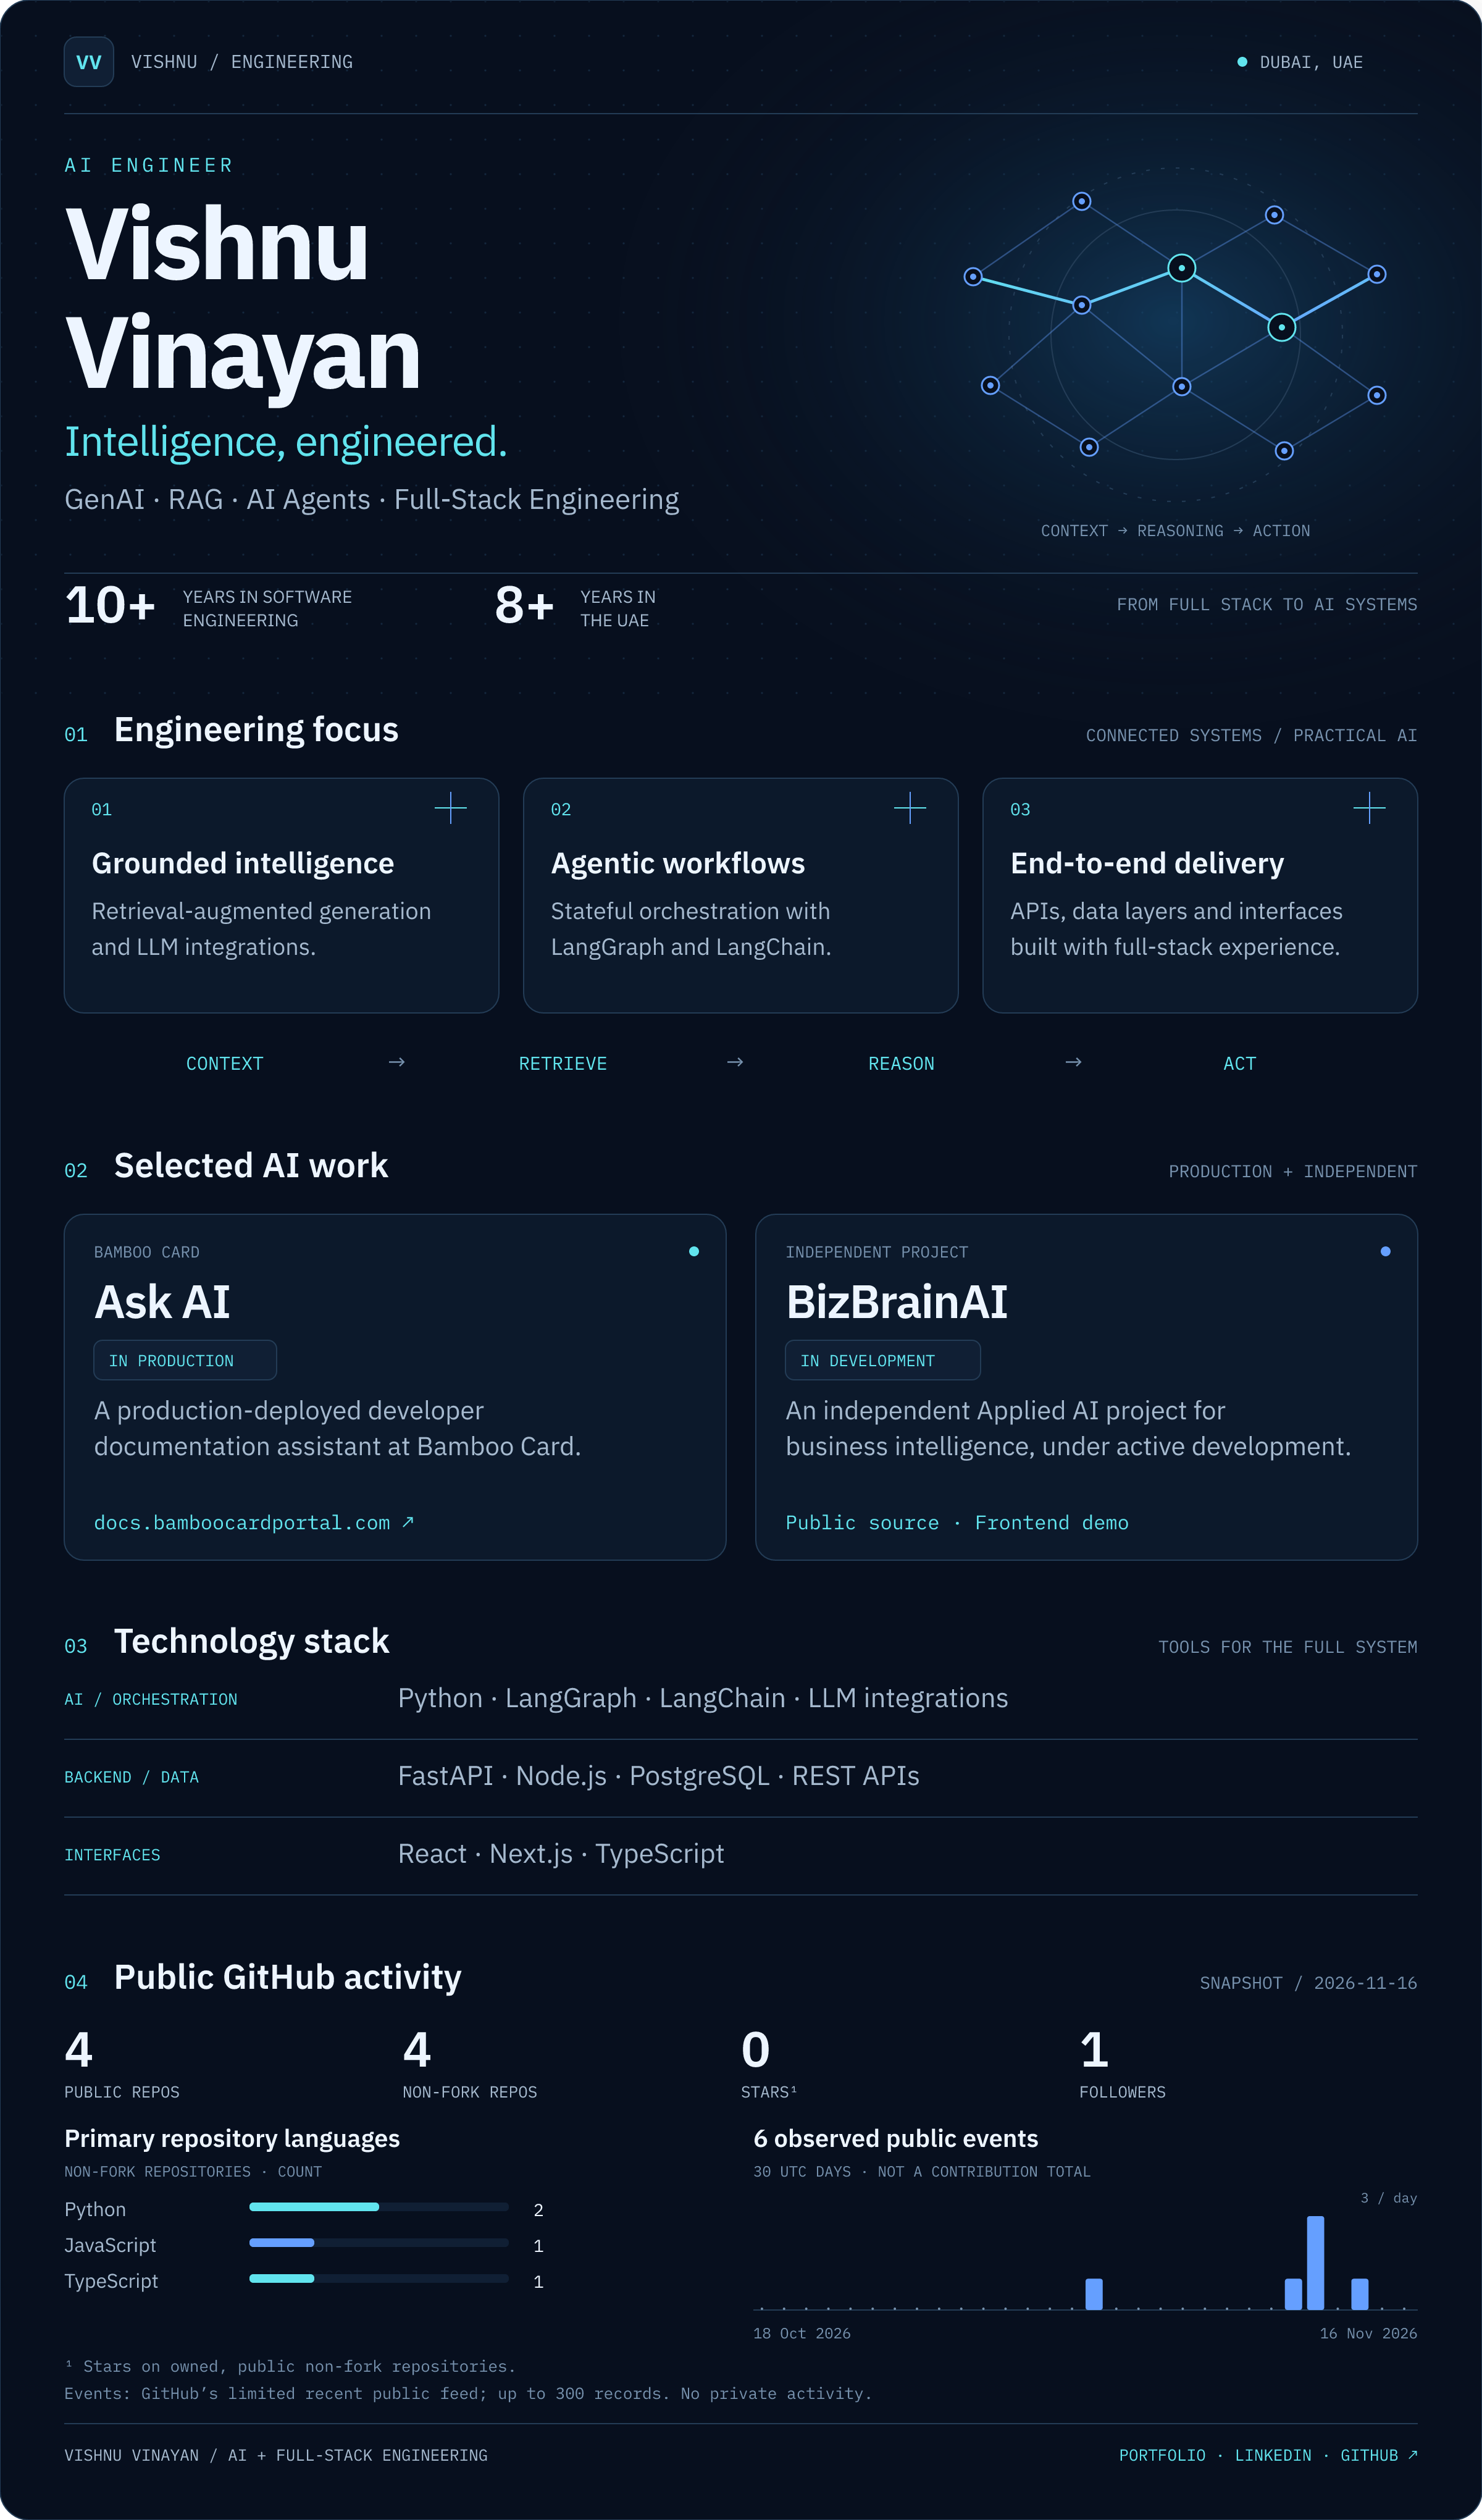 VV
VISHNU / ENGINEERING
DUBAI, UAE
AI ENGINEER
Vishnu
Vinayan
Intelligence, engineered.
GenAI · RAG · AI Agents · Full-Stack Engineering
CONTEXT → REASONING → ACTION
10+
YEARS IN SOFTWARE
ENGINEERING
8+
YEARS IN
THE UAE
FROM FULL STACK TO AI SYSTEMS
01 Engineering focus
CONNECTED SYSTEMS / PRACTICAL AI
01
Grounded intelligence
Retrieval-augmented generation
and LLM integrations.
02
Agentic workflows
Stateful orchestration with
LangGraph and LangChain.
03
End-to-end delivery
APIs, data layers and interfaces
built with full-stack experience.
CONTEXT → RETRIEVE → REASON → ACT
02 Selected AI work
PRODUCTION + INDEPENDENT
BAMBOO CARD
Ask AI
IN PRODUCTION
A production-deployed developer
documentation assistant at Bamboo Card.
docs.bamboocardportal.com ↗
INDEPENDENT PROJECT
BizBrainAI
IN DEVELOPMENT
An independent Applied AI project for
business intelligence, under active development.
Public source · Frontend demo
03 Technology stack
TOOLS FOR THE FULL SYSTEM
AI / ORCHESTRATION
Python · LangGraph · LangChain · LLM integrations
BACKEND / DATA
FastAPI · Node.js · PostgreSQL · REST APIs
INTERFACES
React · Next.js · TypeScript
04 Public GitHub activity
SNAPSHOT / 2026-11-16
4
PUBLIC REPOS
4
NON-FORK REPOS
0
STARS¹
1
FOLLOWERS
Primary repository languages
NON-FORK REPOSITORIES · COUNT
Python 2
JavaScript 1
TypeScript 1
6 observed public events
30 UTC DAYS · NOT A CONTRIBUTION TOTAL
3 / day
18 Oct 2026
16 Nov 2026
¹ Stars on owned, public non-fork repositories.
Events: GitHub’s limited recent public feed; up to 300 records. No private activity.
VISHNU VINAYAN / AI + FULL-STACK ENGINEERING
PORTFOLIO · LINKEDIN · GITHUB ↗